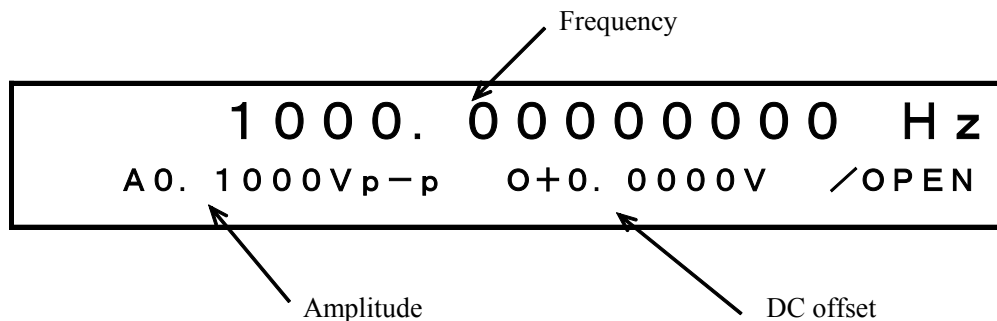 Frequency
1000. 00000000 Hz
A0. 1000Vp-p O+0. 0000V /OPEN
Amplitude DC offset